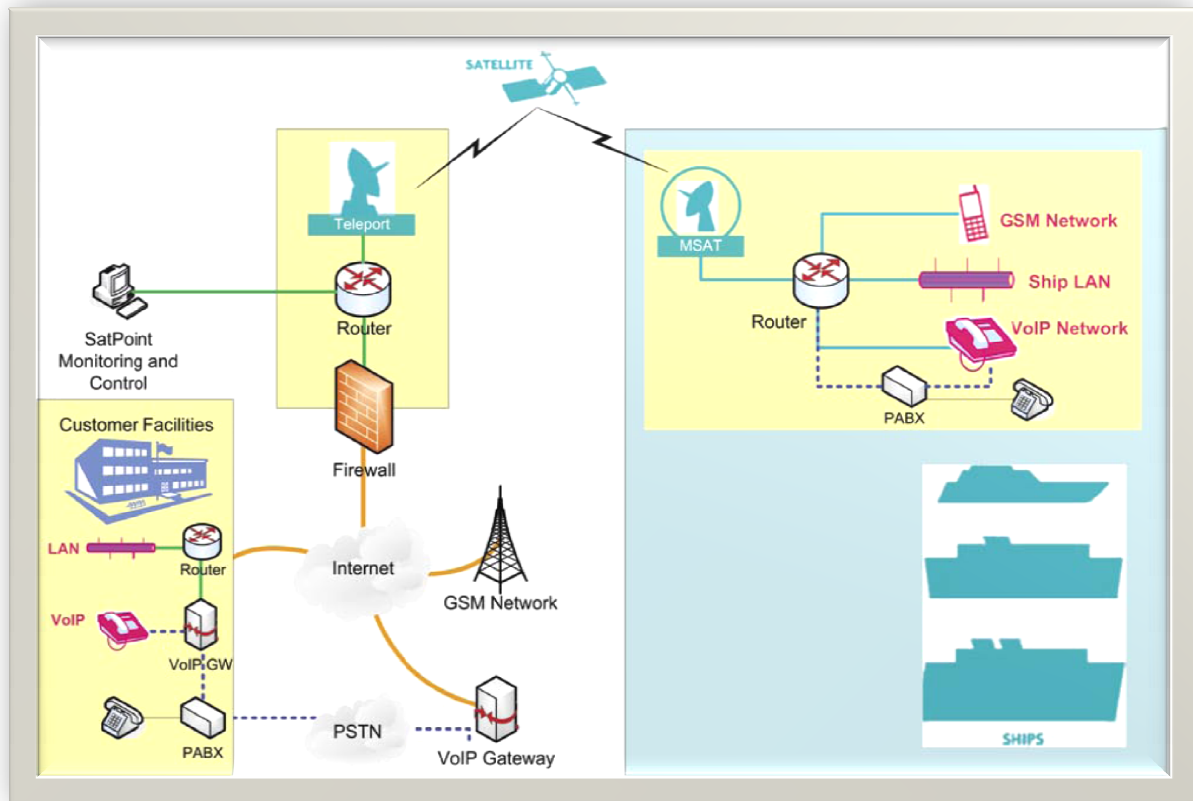 SATELLITE
Teleport
Router
SatPoint
Monitoring and
Control
Firewall
Customer Facilities
LAN
Router
VoIP
VoIP GW
PABX
Internet
GSM Network
PSTN
VoIP Gateway
MSAT
Router
GSM Network
Ship LAN
VoIP Network
PABX
SHIPS